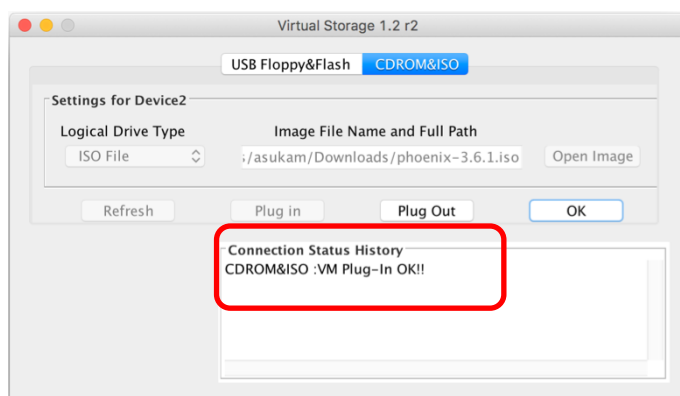 Virtual Storage 1.2 r2
USB Floppy&Flash CDROM&ISO
Settings for Device2
Logical Drive Type Image File Name and Full Path
ISO File ;/asukam/Downloads/phoenix-3.6.1.iso Open Image
Refresh Plug in Plug Out OK
Connection Status History
CDROM&ISO :VM Plug-In OK!!